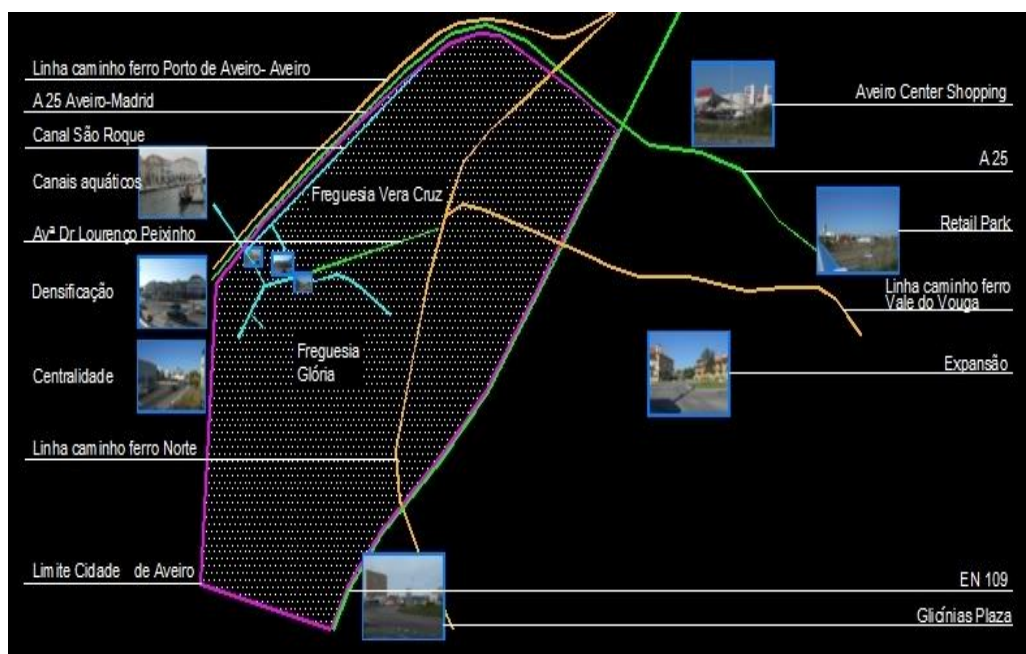 Linha caminho ferro Porto de Aveiro- Aveiro
A 25 Aveiro-Madrid
Canal São Roque
Canais aquáticos
Avª Dr Lourenço Peixinho
Densificação
Centralidade
Linha caminho ferro Norte
Limite Cidade de Aveiro
Freguesia Vera Cruz
Freguesia
Glória
Aveiro Center Shopping
A 25
Retail Park
Linha caminho ferro
Vale do Vouga
Expansão
EN 109
Glicínias Plaza